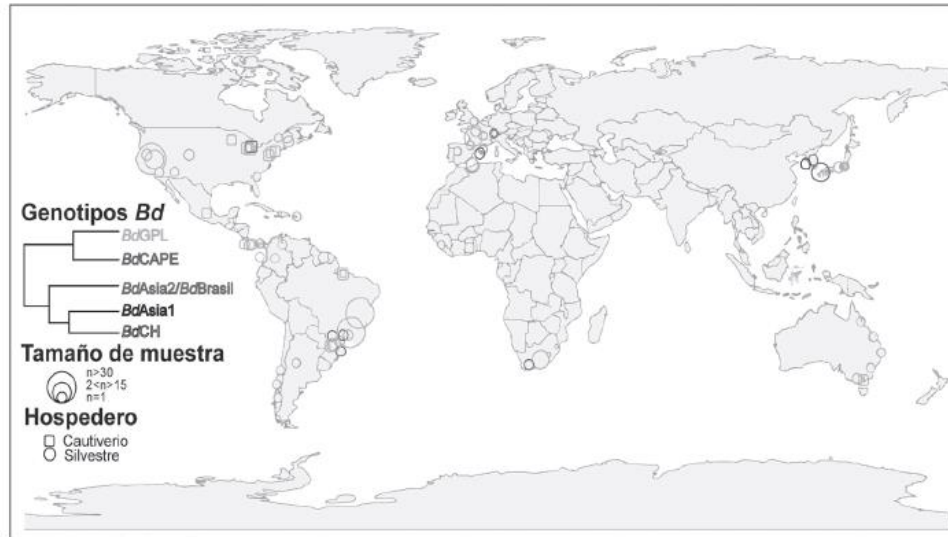 Genotipos Bd
BdGPL
BdCAPE
BdAsia2/BdBrasil
BdAsia1
BdCH
Tamaño de muestra
n>30
2<n>15
n=1
Hospedero
Cautiverio
Silvestre